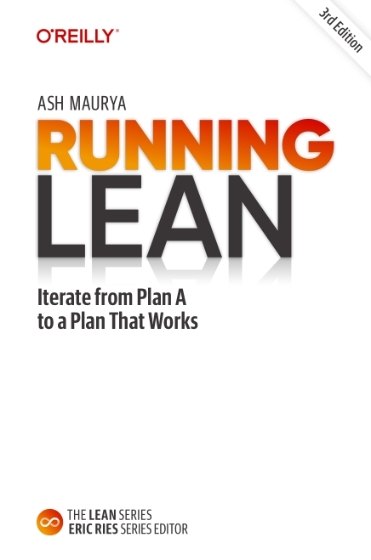 O'REILLY®
3rd Edition
ASH MAURYA
RUNNING
LEAN
Iterate from Plan A
to a Plan That Works
THE LEAN SERIES
ERIC RIES SERIES EDITOR